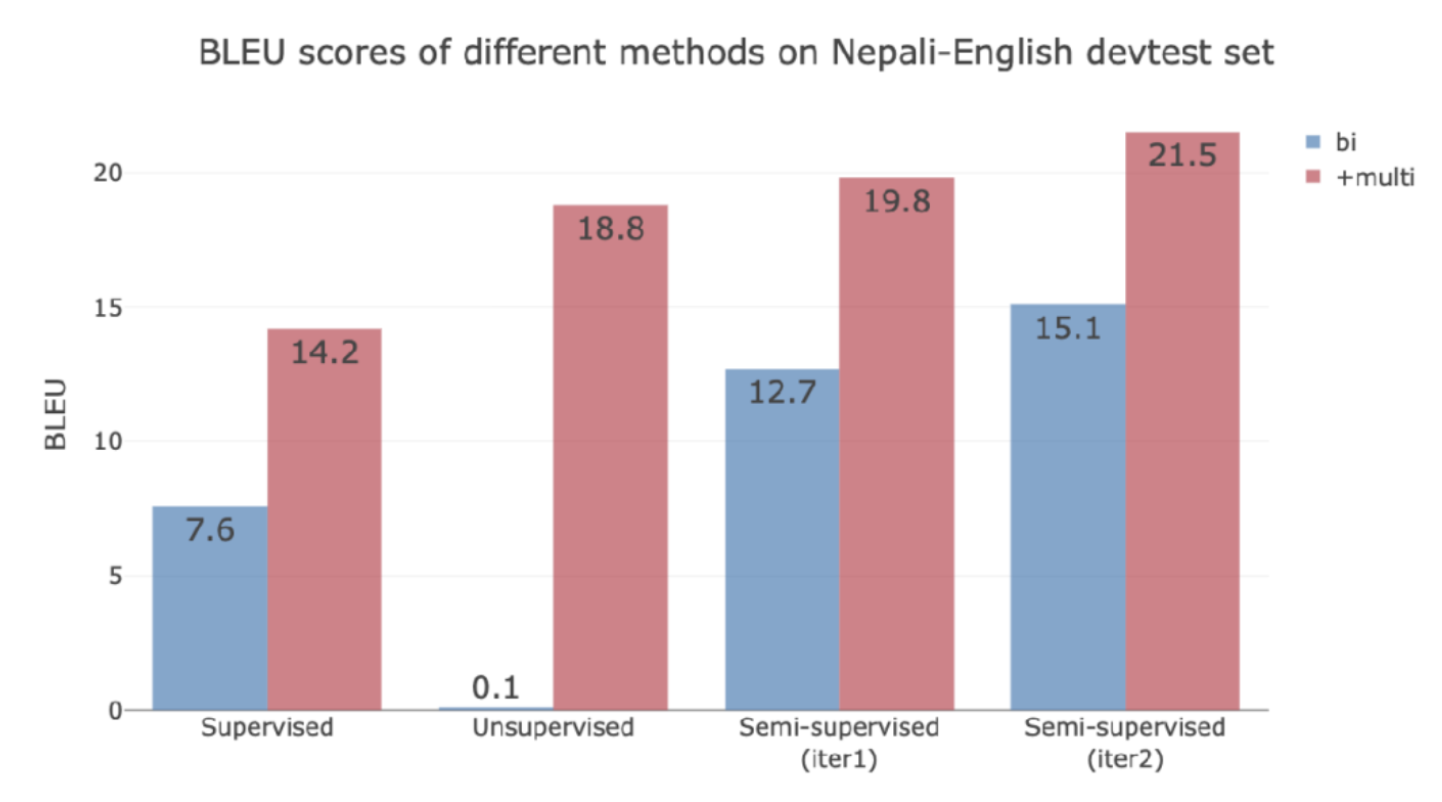 BLEU scores of different methods on Nepali-English devtest set
bi
+multi
BLEU
20
15
10
5
0
7.6
14.2
0.1
18.8
12.7
19.8
15.1
21.5
Supervised
Unsupervised
Semi-supervised
(iter1)
Semi-supervised
(iter2)